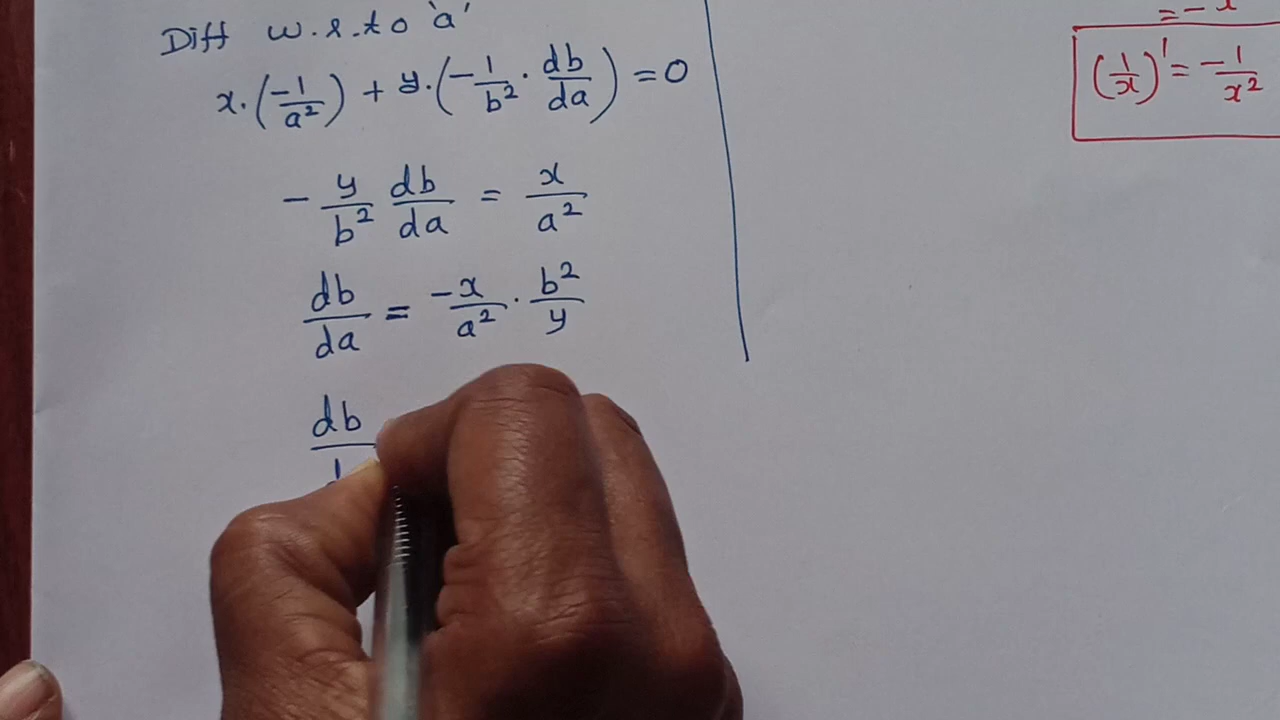 Diff w.r.to 'a'
x·(-1/a²) + y·(-1/b² · db/da) = 0
- y/b² db/da = x/a²
db/da = -x/a² · b²/y
db
= -x
(1/x)' = -1/x²